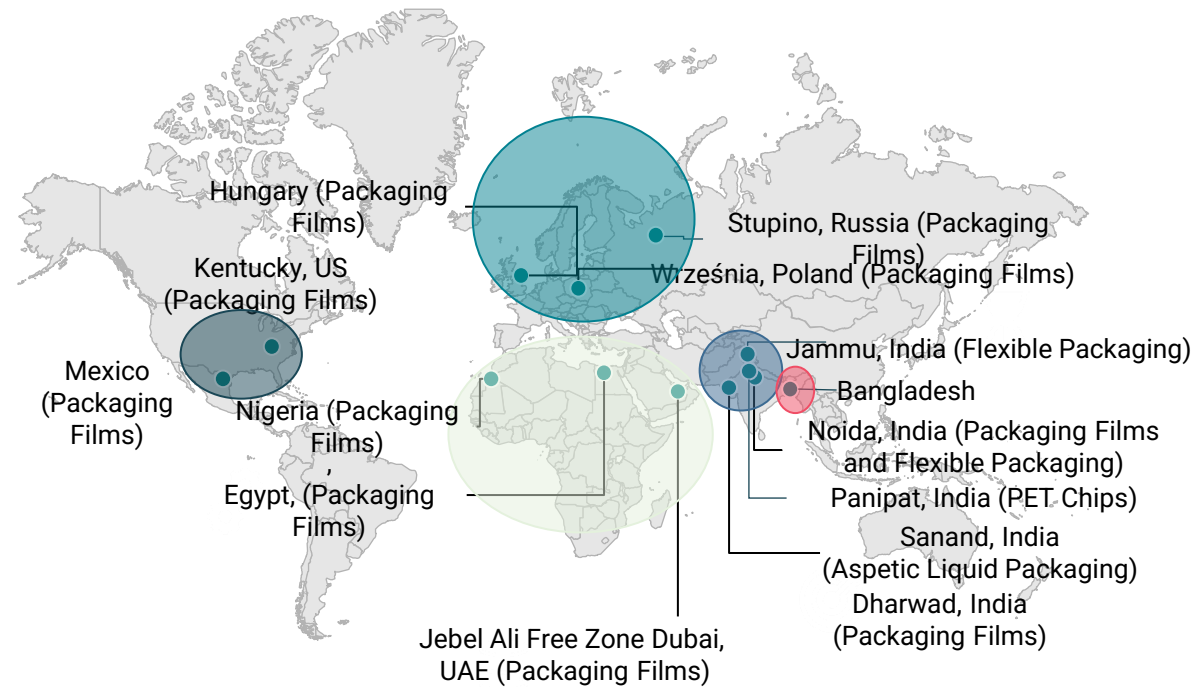 Hungary (Packaging
Films)
Stupino, Russia (Packaging
Films)
Września, Poland (Packaging Films)
Kentucky, US
(Packaging Films)
Jammu, India (Flexible Packaging)
Mexico
(Packaging
Films)
Bangladesh
Nigeria (Packaging
Films)
,
Egypt, (Packaging
Films)
Noida, India (Packaging Films
and Flexible Packaging)
Panipat, India (PET Chips)
Sanand, India
(Aspetic Liquid Packaging)
Dharwad, India
(Packaging Films)
Jebel Ali Free Zone Dubai,
UAE (Packaging Films)